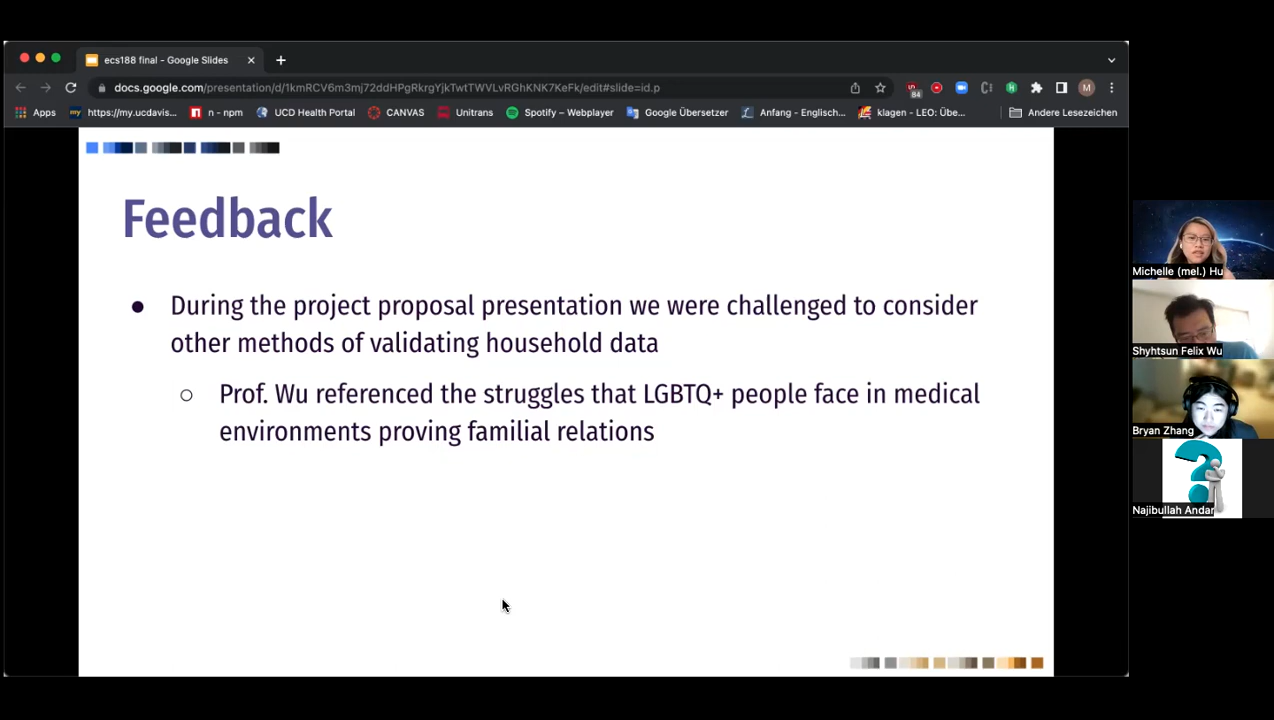 ecs188 final - Google Slides
docs.google.com/presentation/d/1kmRCV6m3mj72ddHPgRkrgYjkTwtTWVLvRGhKNK7KeFk/edit#slide=id.p
84
M
Apps
my
https://my.ucdavis...
n - npm
UCD Health Portal
CANVAS
Unitrans
Spotify – Webplayer
Google Übersetzer
Anfang - Englisch...
klagen - LEO: Übe...
Andere Lesezeichen
Feedback
● During the project proposal presentation we were challenged to consider
other methods of validating household data
○ Prof. Wu referenced the struggles that LGBTQ+ people face in medical
environments proving familial relations
Michelle (mel.) Hu
Shyhtsun Felix Wu
Bryan Zhang
Najibullah Andar